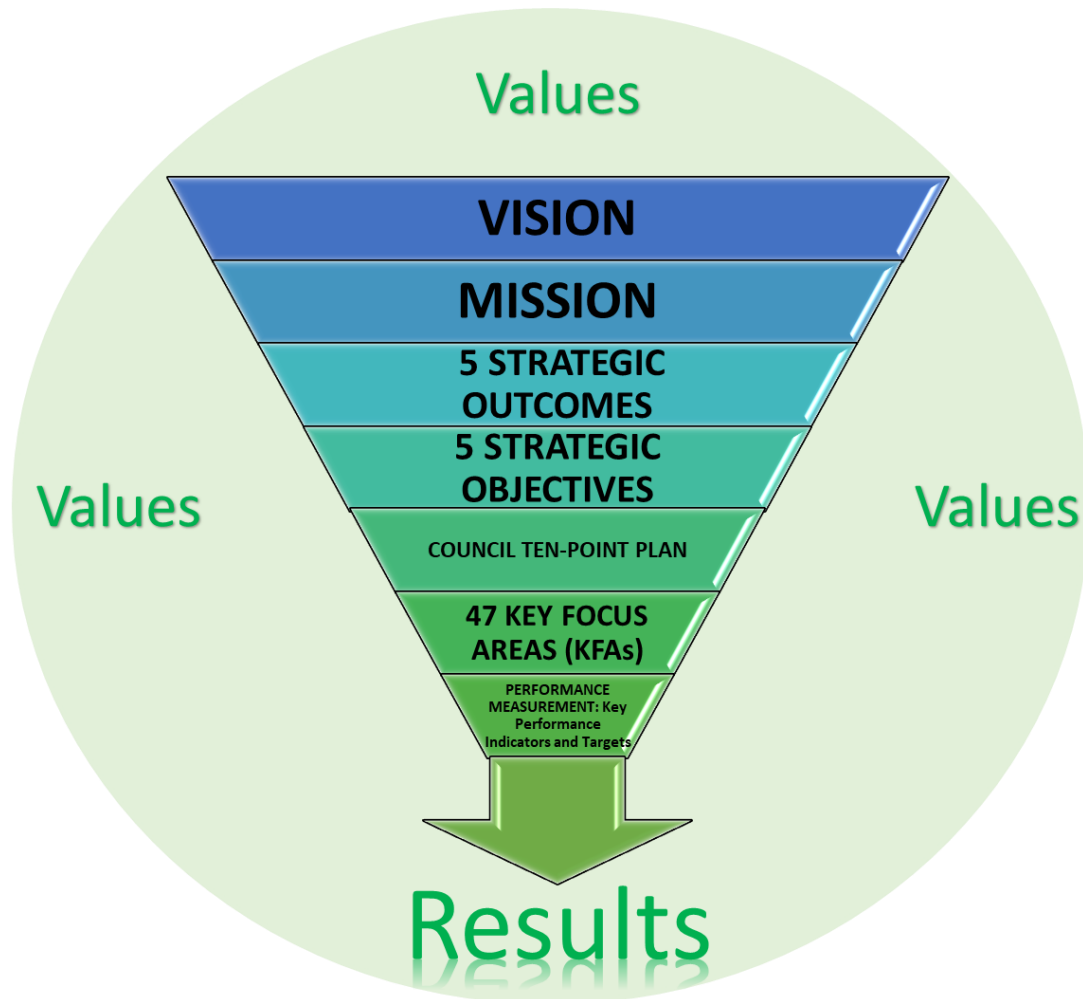 Values
VISION
MISSION
5 STRATEGIC
OUTCOMES
5 STRATEGIC
OBJECTIVES
Values
Values
COUNCIL TEN-POINT PLAN
47 KEY FOCUS
AREAS (KFAs)
PERFORMANCE
MEASUREMENT: Key
Performance
Indicators and Targets
Results